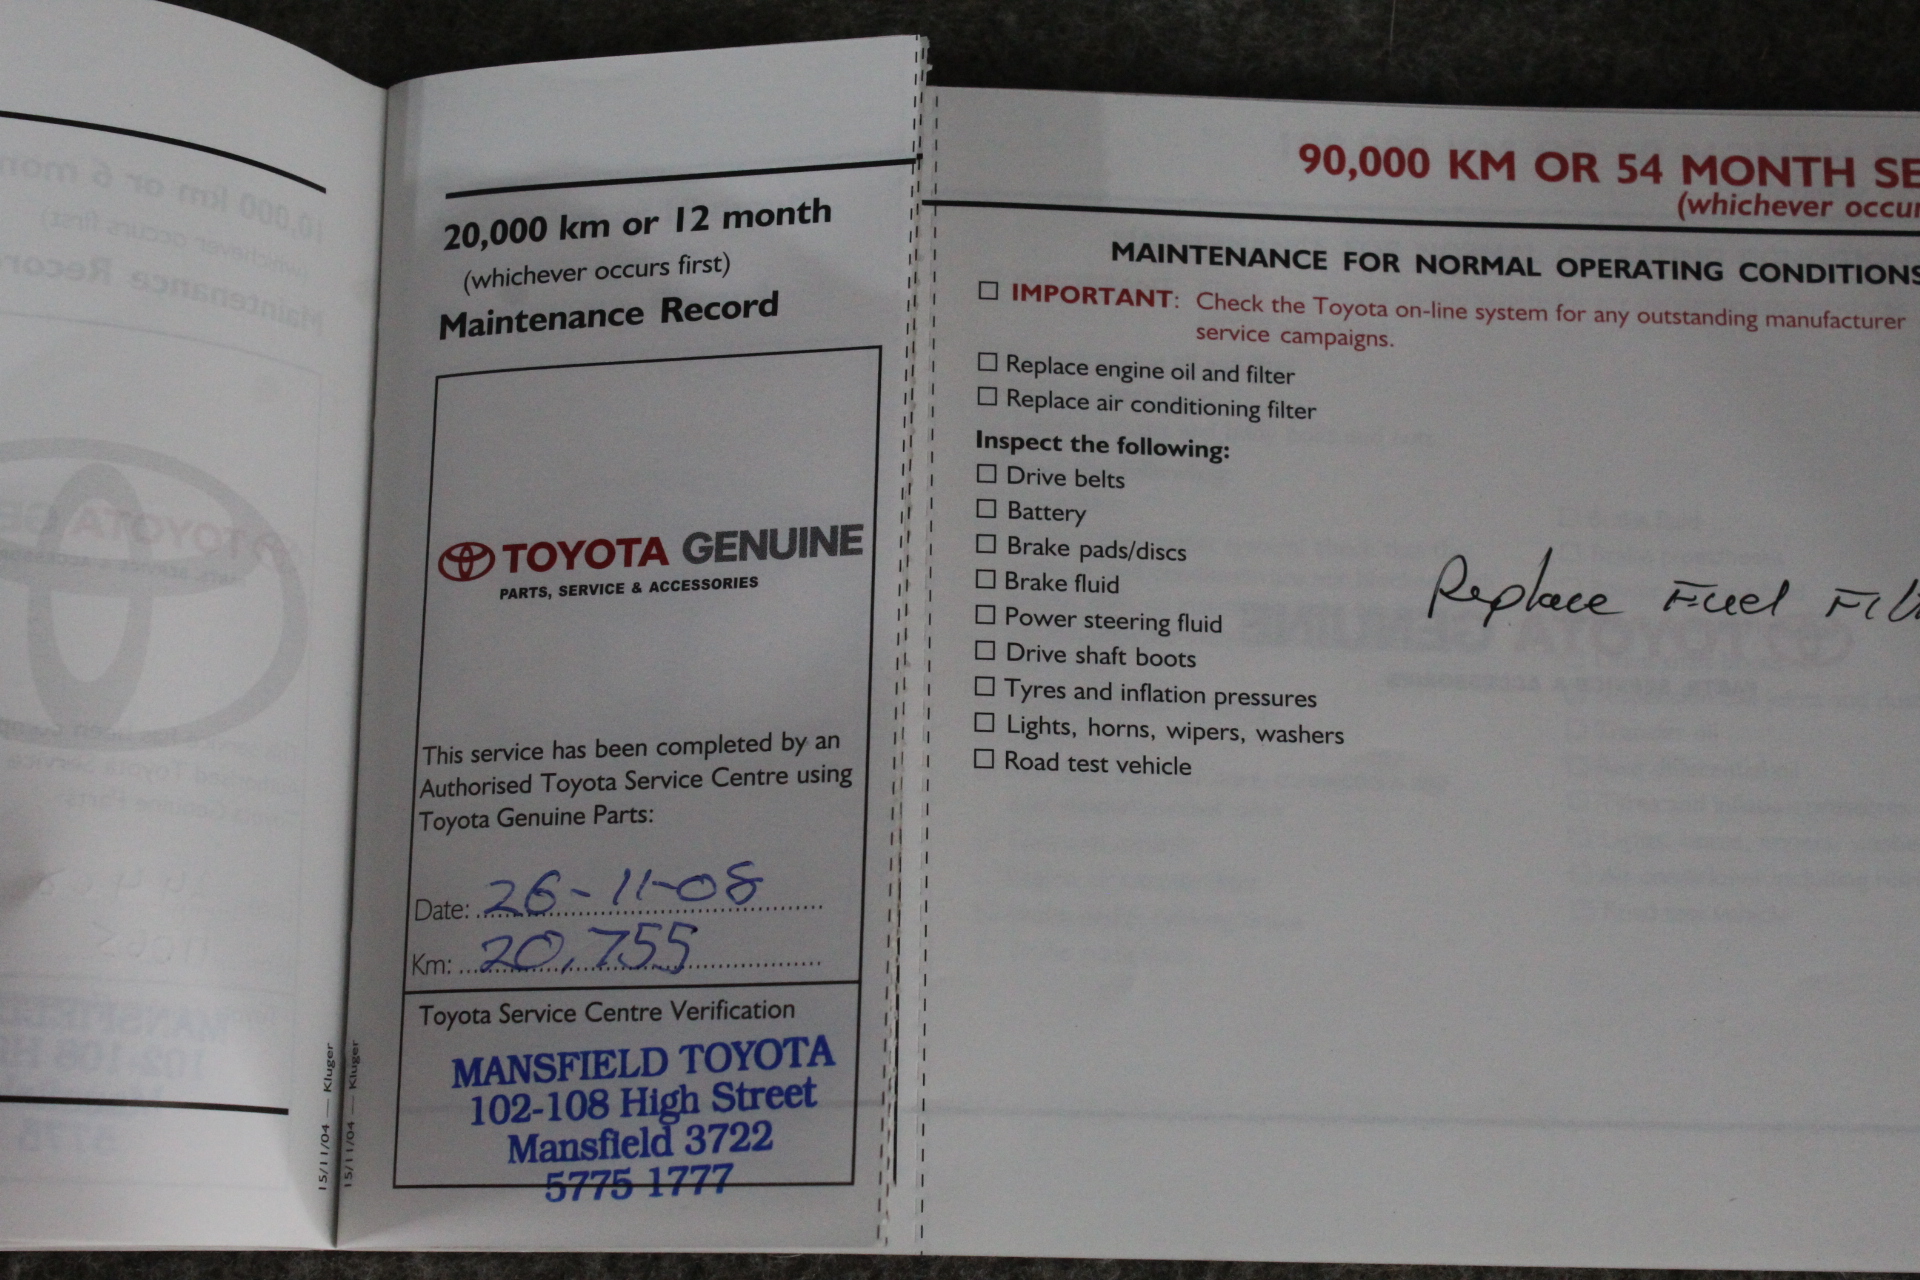 20,000 km or 12 month
(whichever occurs first)
Maintenance Record
TOYOTA GENUINE
PARTS, SERVICE & ACCESSORIES
This service has been completed by an
Authorised Toyota Service Centre using
Toyota Genuine Parts:
Date: 26-11-08
Km: 20,755
Toyota Service Centre Verification
MANSFIELD TOYOTA
102-108 High Street
Mansfield 3722
5775 1777
15/11/04 — Kluger
15/11/04 — Kluger
90,000 KM OR 54 MONTH SE
(whichever occur
MAINTENANCE FOR NORMAL OPERATING CONDITIONS
☐ IMPORTANT: Check the Toyota on-line system for any outstanding manufacturer
service campaigns.
☐ Replace engine oil and filter
☐ Replace air conditioning filter
Inspect the following:
☐ Drive belts
☐ Battery
☐ Brake pads/discs
☐ Brake fluid
☐ Power steering fluid
☐ Drive shaft boots
☐ Tyres and inflation pressures
☐ Lights, horns, wipers, washers
☐ Road test vehicle
Replace Fuel